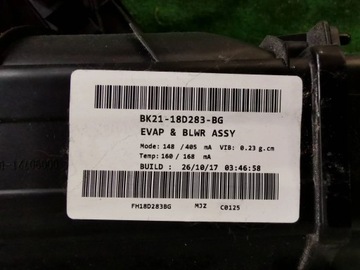 BK21-18D283-BG
EVAP & BLWR ASSY
Mode: 148 / 405 mA VIB: 0.23 g.cm
Temp: 160 / 168 mA
BUILD : 26/10/17 03:46:58
FH18D283BG MJ2 C0125